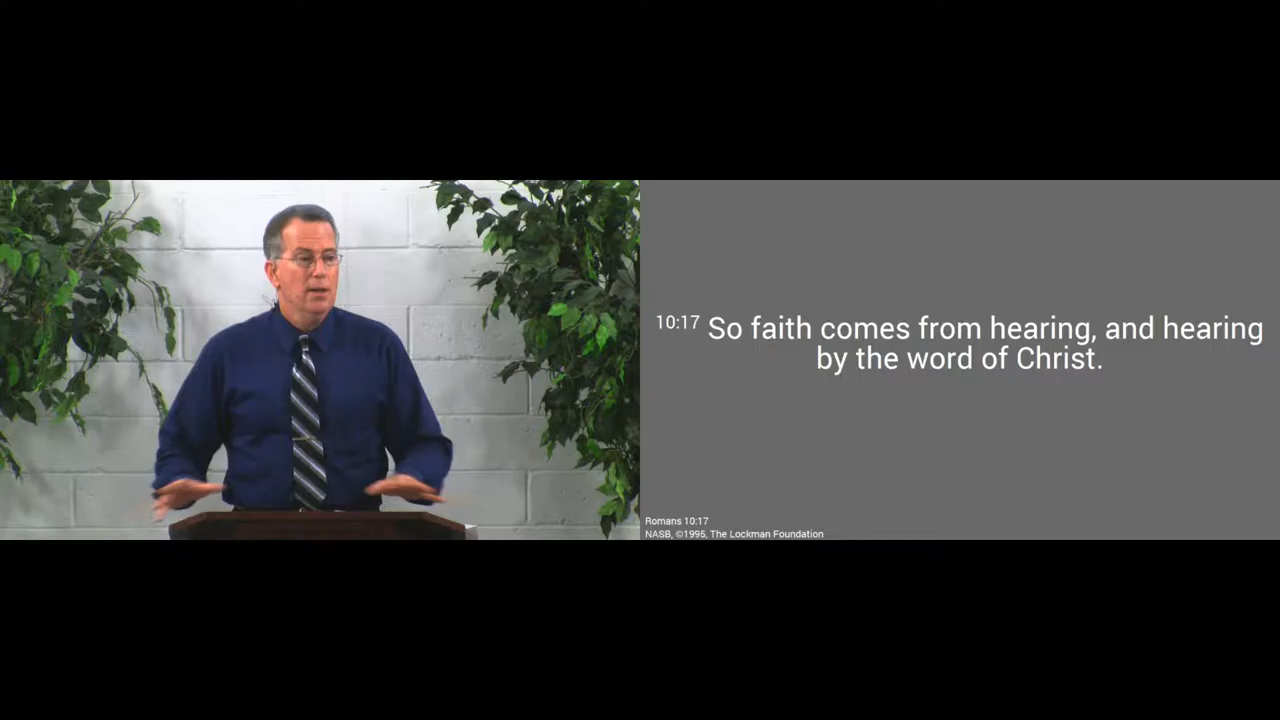 10:17 So faith comes from hearing, and hearing
by the word of Christ.
Romans 10:17
NASB, ©1995, The Lockman Foundation